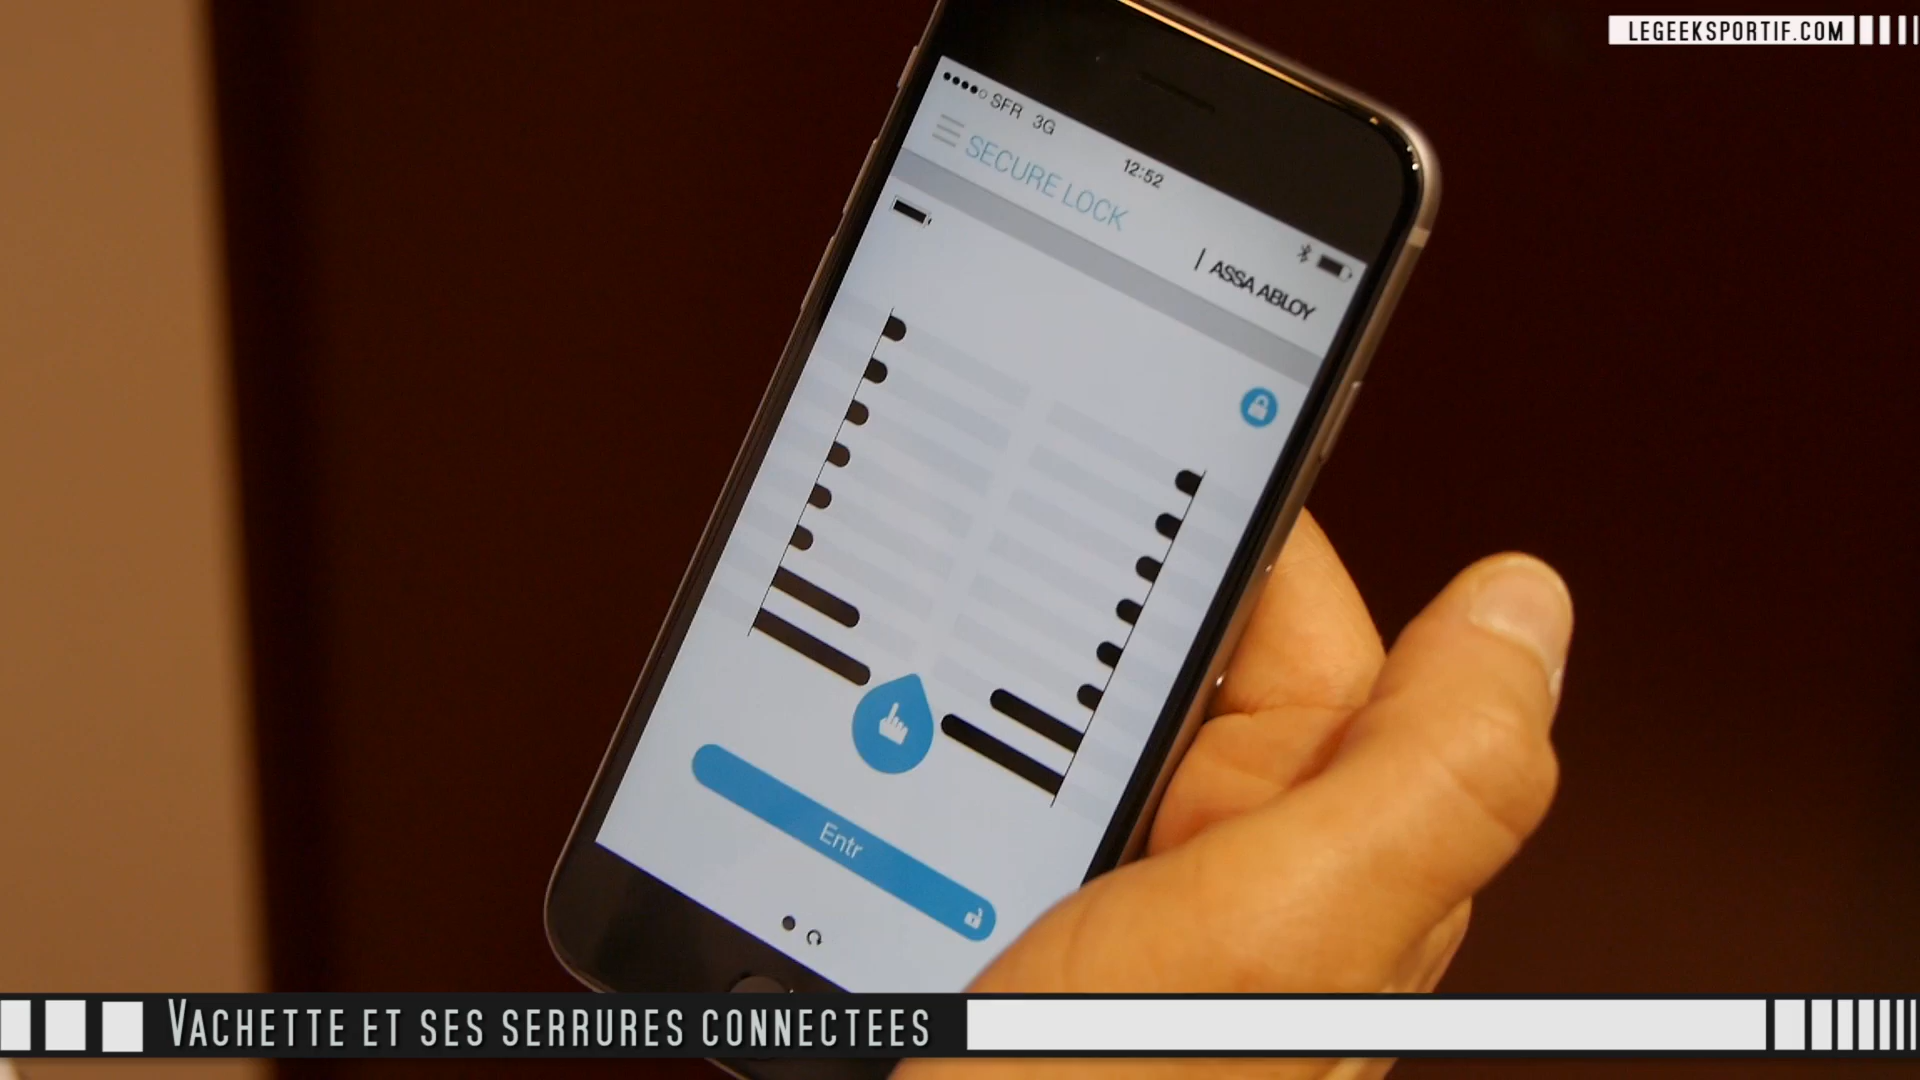 LEGEEKSPORTIF.COM
SFR 3G
12:52
SECURE LOCK
ASSA ABLOY
Entr
VACHETTE ET SES SERRURES CONNECTEES